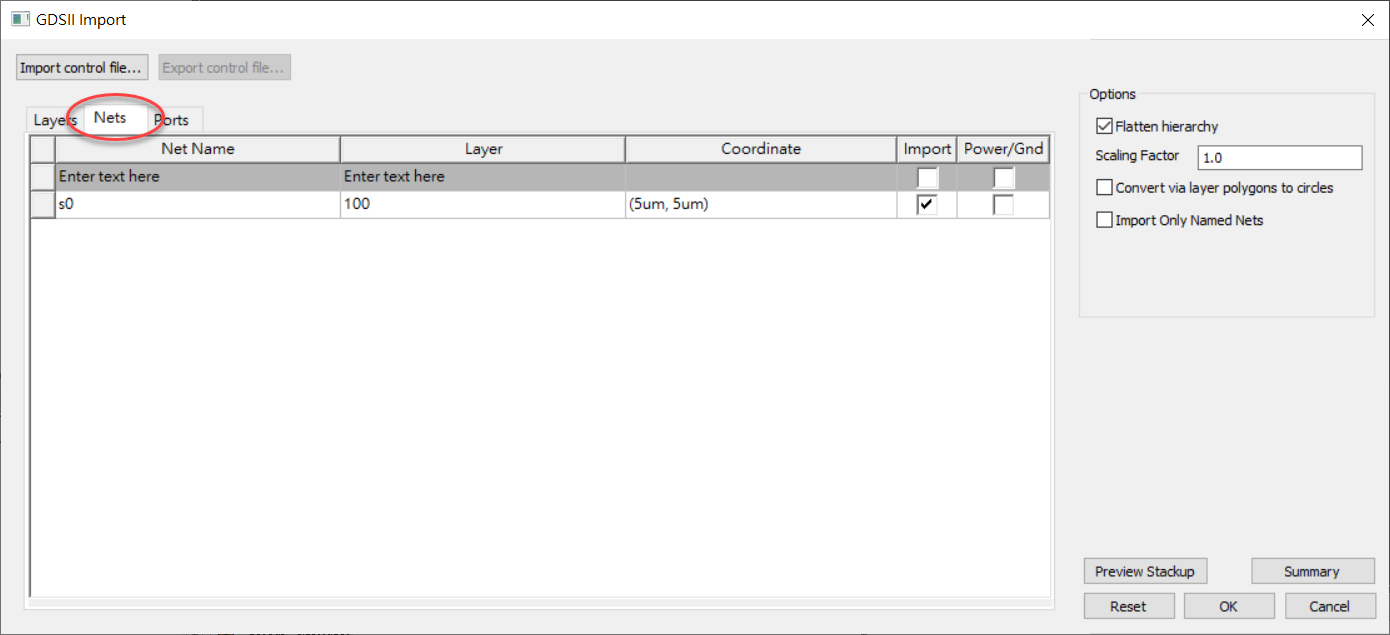 GDSII Import
Import control file...
Export control file...
Layers
Nets
Ports
Net Name
Layer
Coordinate
Import
Power/Gnd
Enter text here
Enter text here
s0
100
(5um, 5um)
Options
Flatten hierarchy
Scaling Factor
1.0
Convert via layer polygons to circles
Import Only Named Nets
Preview Stackup
Summary
Reset
OK
Cancel